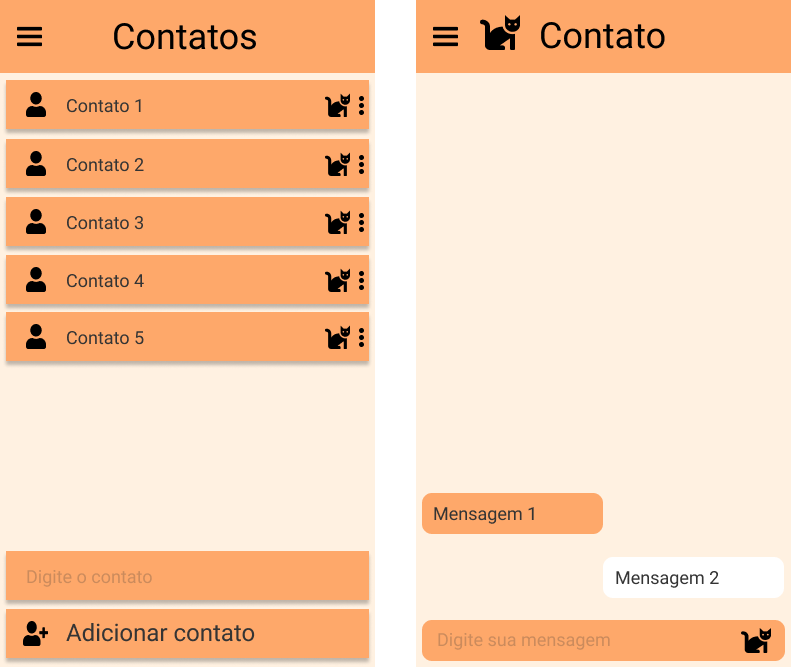 Contatos
Contato 1
Contato 2
Contato 3
Contato 4
Contato 5
Digite o contato
Adicionar contato
Contato
Mensagem 1
Mensagem 2
Digite sua mensagem